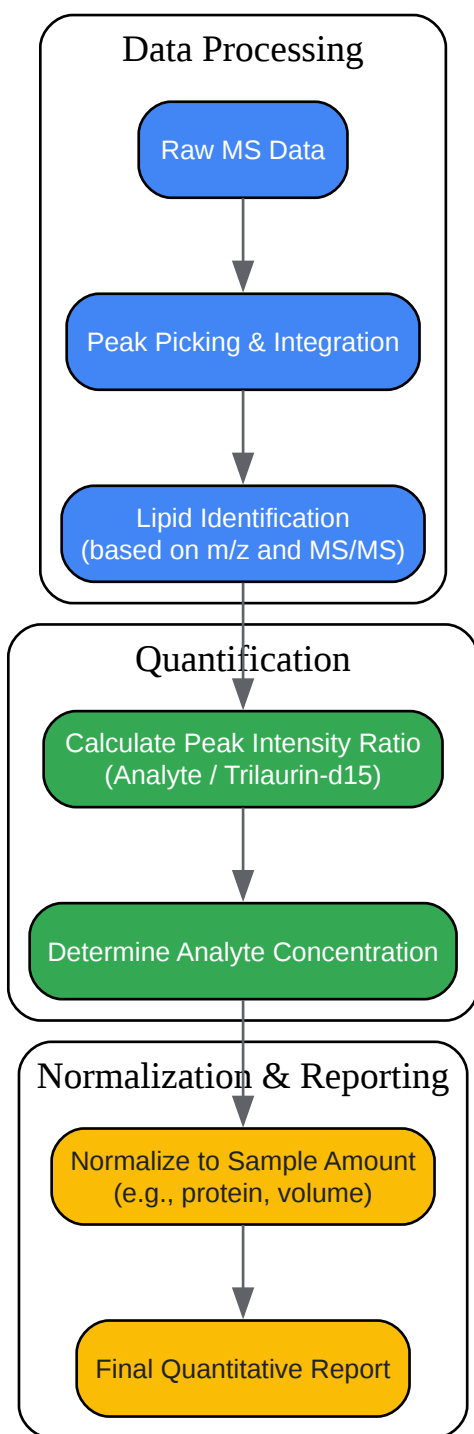 Data Processing
Raw MS Data
Peak Picking & Integration
Lipid Identification
(based on m/z and MS/MS)
Quantification
Calculate Peak Intensity Ratio
(Analyte / Trilaurin-d15)
Determine Analyte Concentration
Normalization & Reporting
Normalize to Sample Amount
(e.g., protein, volume)
Final Quantitative Report